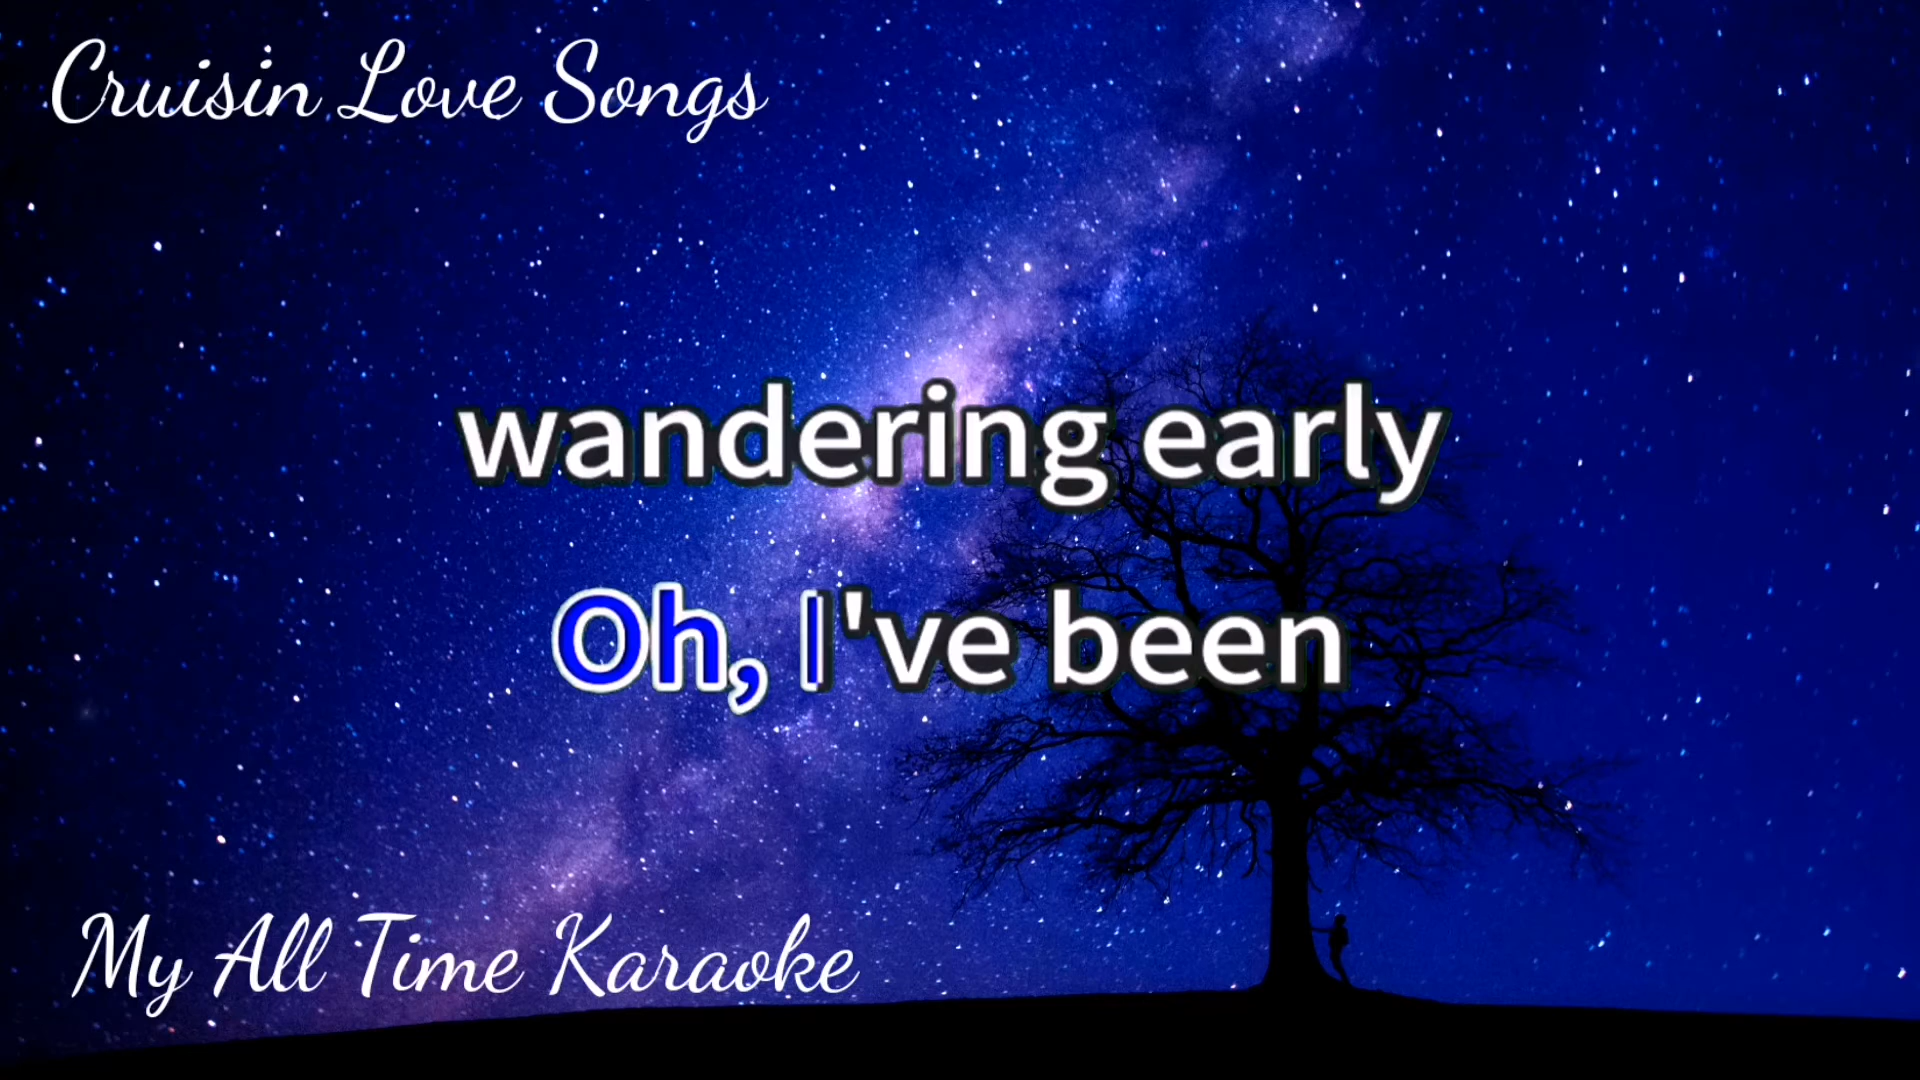 Cruisin Love Songs
wandering early
Oh, I've been
My All Time Karaoke